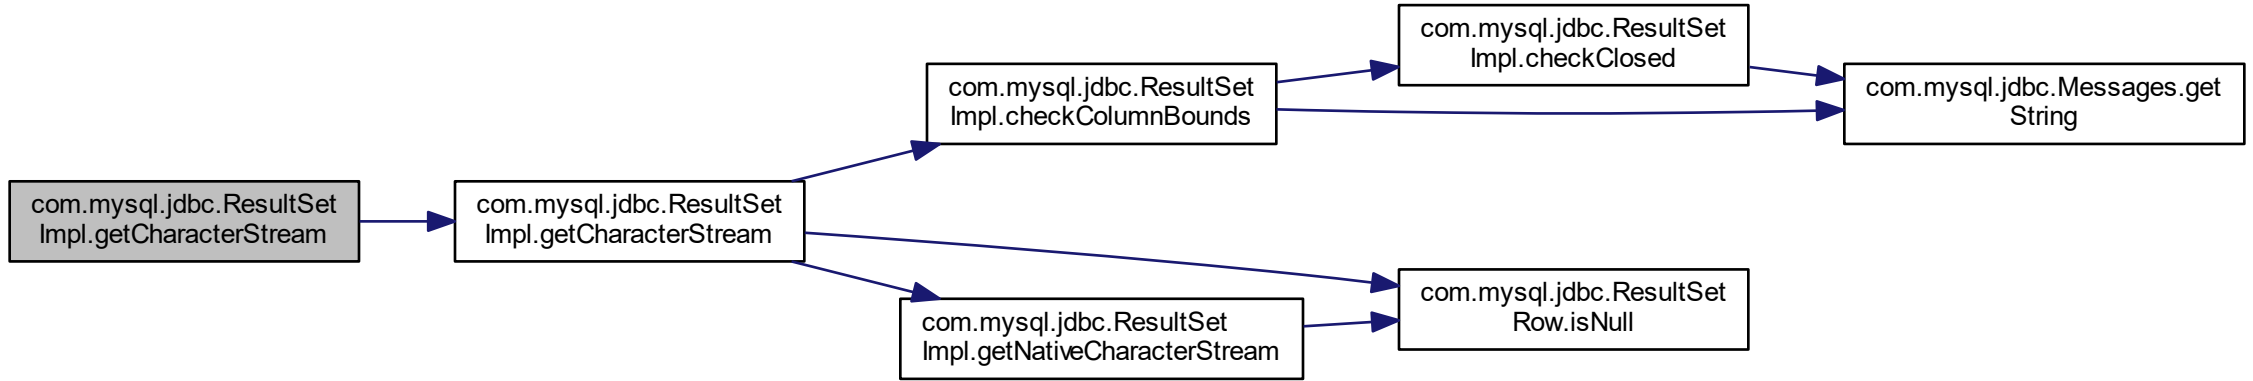 com.mysql.jdbc.ResultSet
Impl.getCharacterStream
com.mysql.jdbc.ResultSet
Impl.getCharacterStream
com.mysql.jdbc.ResultSet
Impl.checkColumnBounds
com.mysql.jdbc.ResultSet
Impl.checkClosed
com.mysql.jdbc.Messages.get
String
com.mysql.jdbc.ResultSet
Impl.getNativeCharacterStream
com.mysql.jdbc.ResultSet
Row.isNull